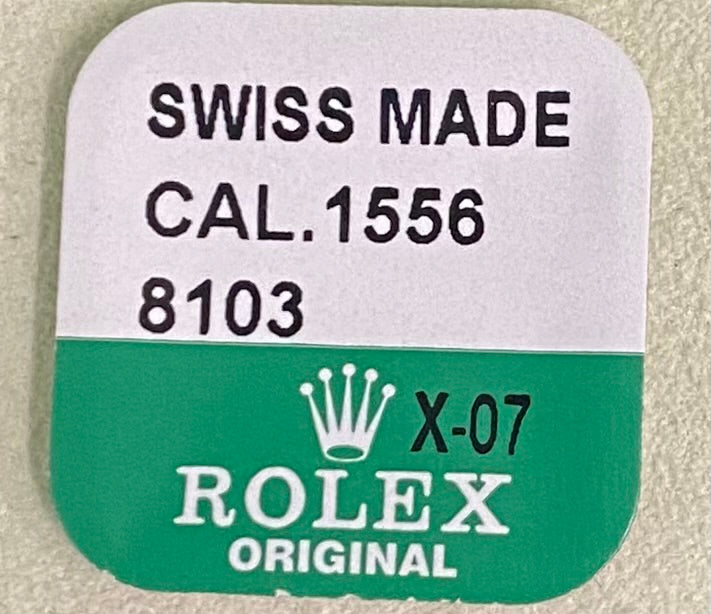 SWISS MADE
CAL.1556
8103
X-07
ROLEX
ORIGINAL